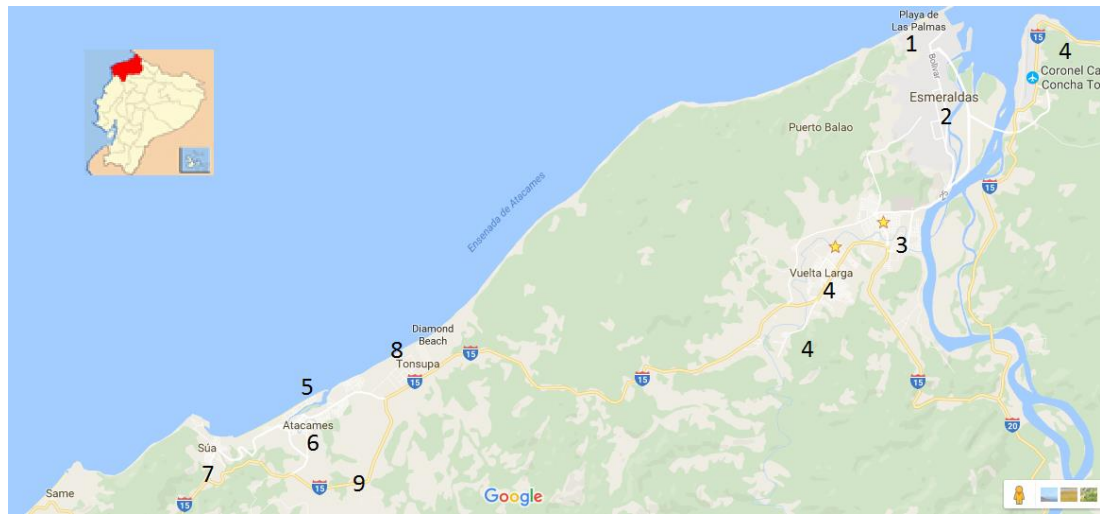 Playa de
Las Palmas
1
15
4
Bolívar
Coronel Ca
Concha To
Esmeraldas
2
Puerto Balao
15
Ensenada de Atacames
3
Vuelta Larga
4
Diamond
Beach
8
Tonsupa
15
4
15
15
15
5
Atacames
6
20
Súa
7
15
9
15
Same
Google